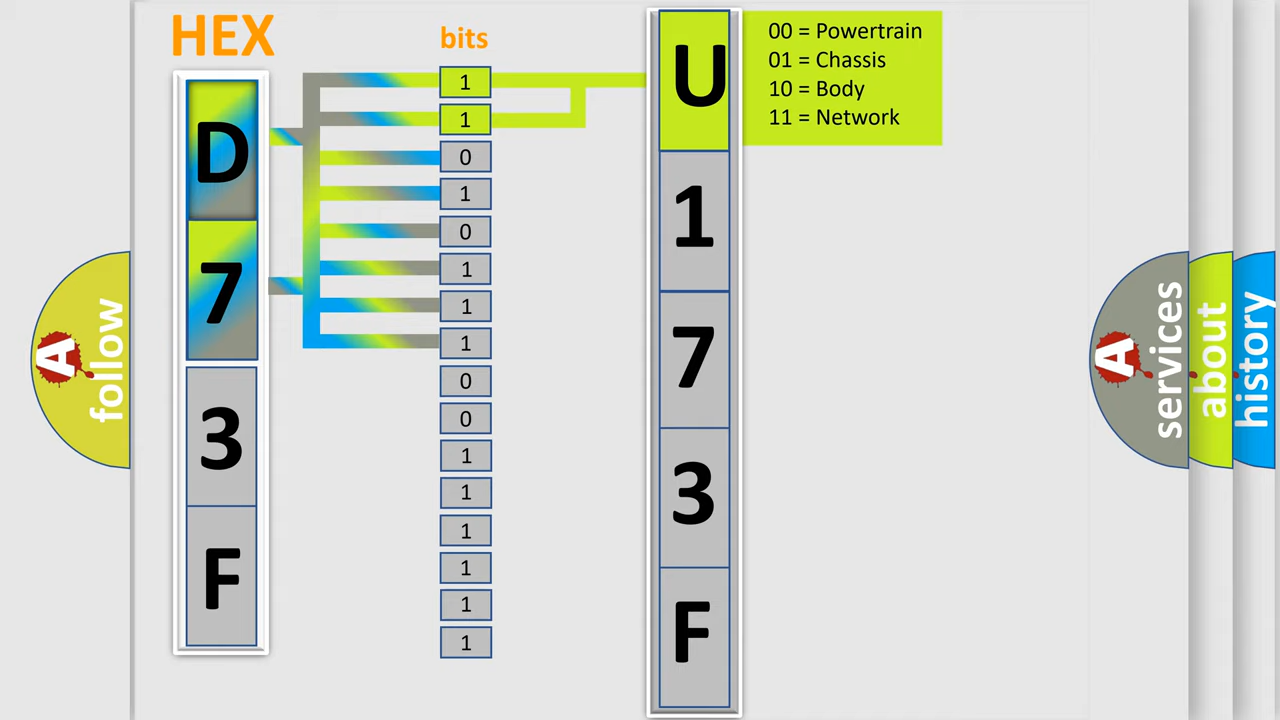 HEX
bits
D
7
3
F
1
1
0
1
0
1
1
1
0
0
1
1
1
1
1
1
U
1
7
3
F
00 = Powertrain
01 = Chassis
10 = Body
11 = Network
A
follow
A
services
about
history